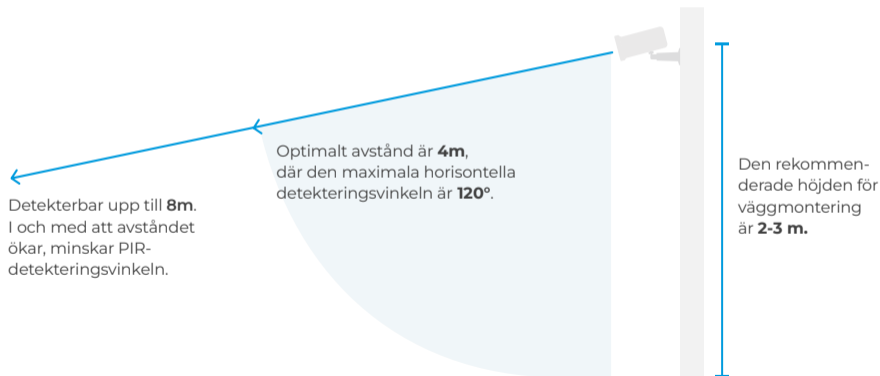 Optimalt avstånd är 4m,
där den maximala horisontella
detekteringsvinkeln är 120°.
Detekterbar upp till 8m.
I och med att avståndet
ökar, minskar PIR-
detekteringsvinkeln.
Den rekommen-
derade höjden för
väggmontering
är 2-3 m.